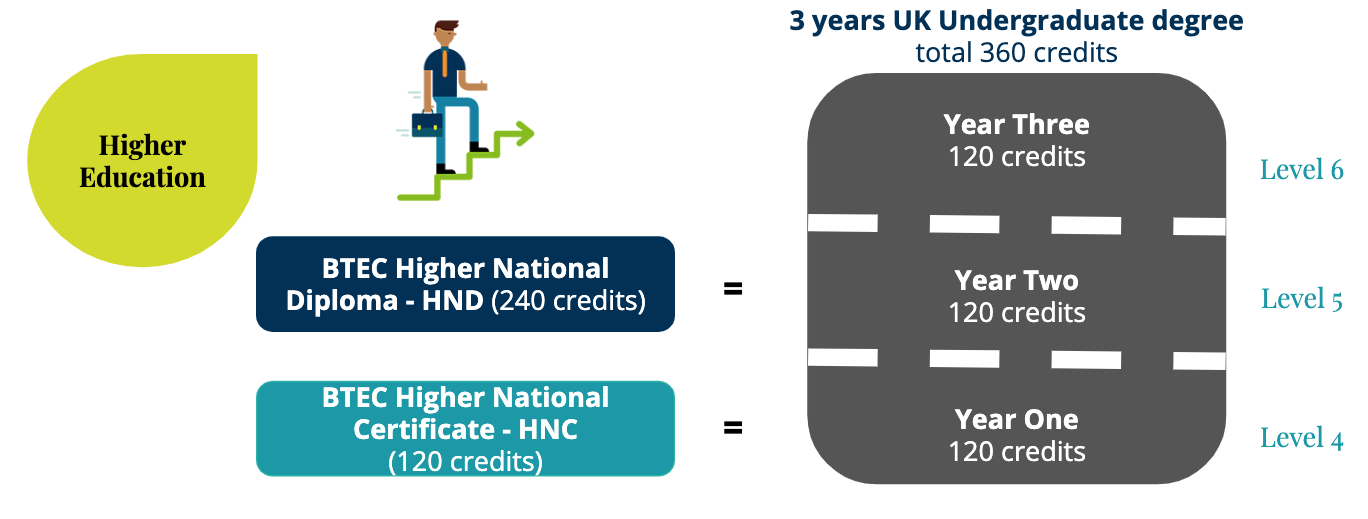 3 years UK Undergraduate degree
total 360 credits
Higher
Education
Year Three
120 credits
Level 6
BTEC Higher National
Diploma - HND (240 credits)
=
Year Two
120 credits
Level 5
BTEC Higher National
Certificate - HNC
(120 credits)
=
Year One
120 credits
Level 4